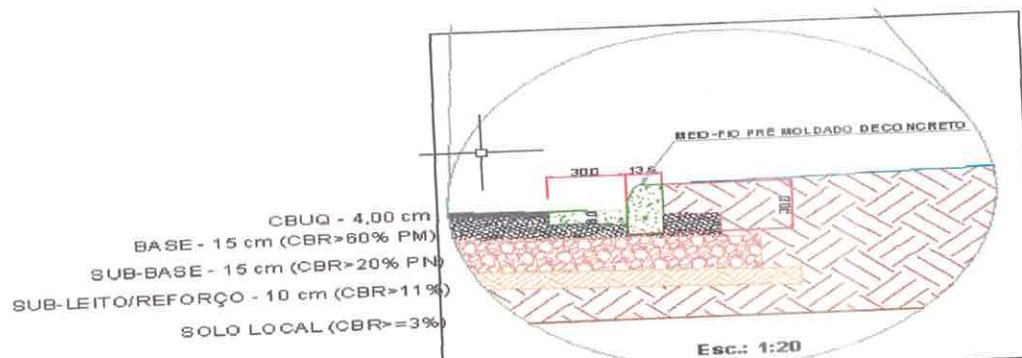 MEIO-FIO PRÉ MOLDADO DECONCRETO
30.0 13.5
30.0
CBUQ - 4,00 cm
BASE - 15 cm (CBR>60% PM)
SUB-BASE - 15 cm (CBR>20% PN)
SUB-LEITO/REFORÇO - 10 cm (CBR>11%)
SOLO LOCAL (CBR>=3%)
Esc.: 1:20